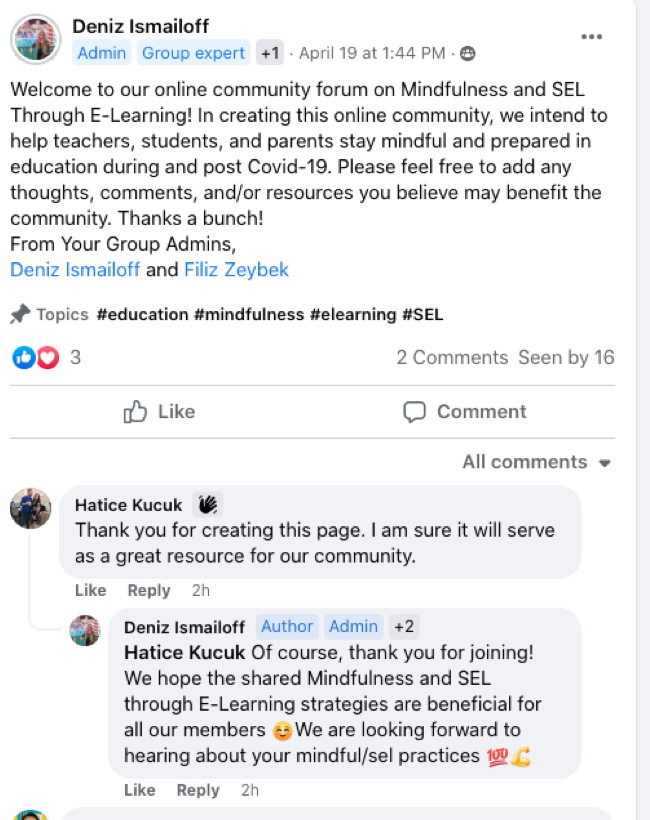 Deniz Ismailoff
Admin Group expert +1 · April 19 at 1:44 PM ·
Welcome to our online community forum on Mindfulness and SEL
Through E-Learning! In creating this online community, we intend to
help teachers, students, and parents stay mindful and prepared in
education during and post Covid-19. Please feel free to add any
thoughts, comments, and/or resources you believe may benefit the
community. Thanks a bunch!
From Your Group Admins,
Deniz Ismailoff and Filiz Zeybek
Topics #education #mindfulness #elearning #SEL
3 2 Comments Seen by 16
Like Comment
All comments
Hatice Kucuk
Thank you for creating this page. I am sure it will serve
as a great resource for our community.
Like Reply 2h
Deniz Ismailoff Author Admin +2
Hatice Kucuk Of course, thank you for joining!
We hope the shared Mindfulness and SEL
through E-Learning strategies are beneficial for
all our members 😊We are looking forward to
hearing about your mindful/sel practices 💯💪
Like Reply 2h